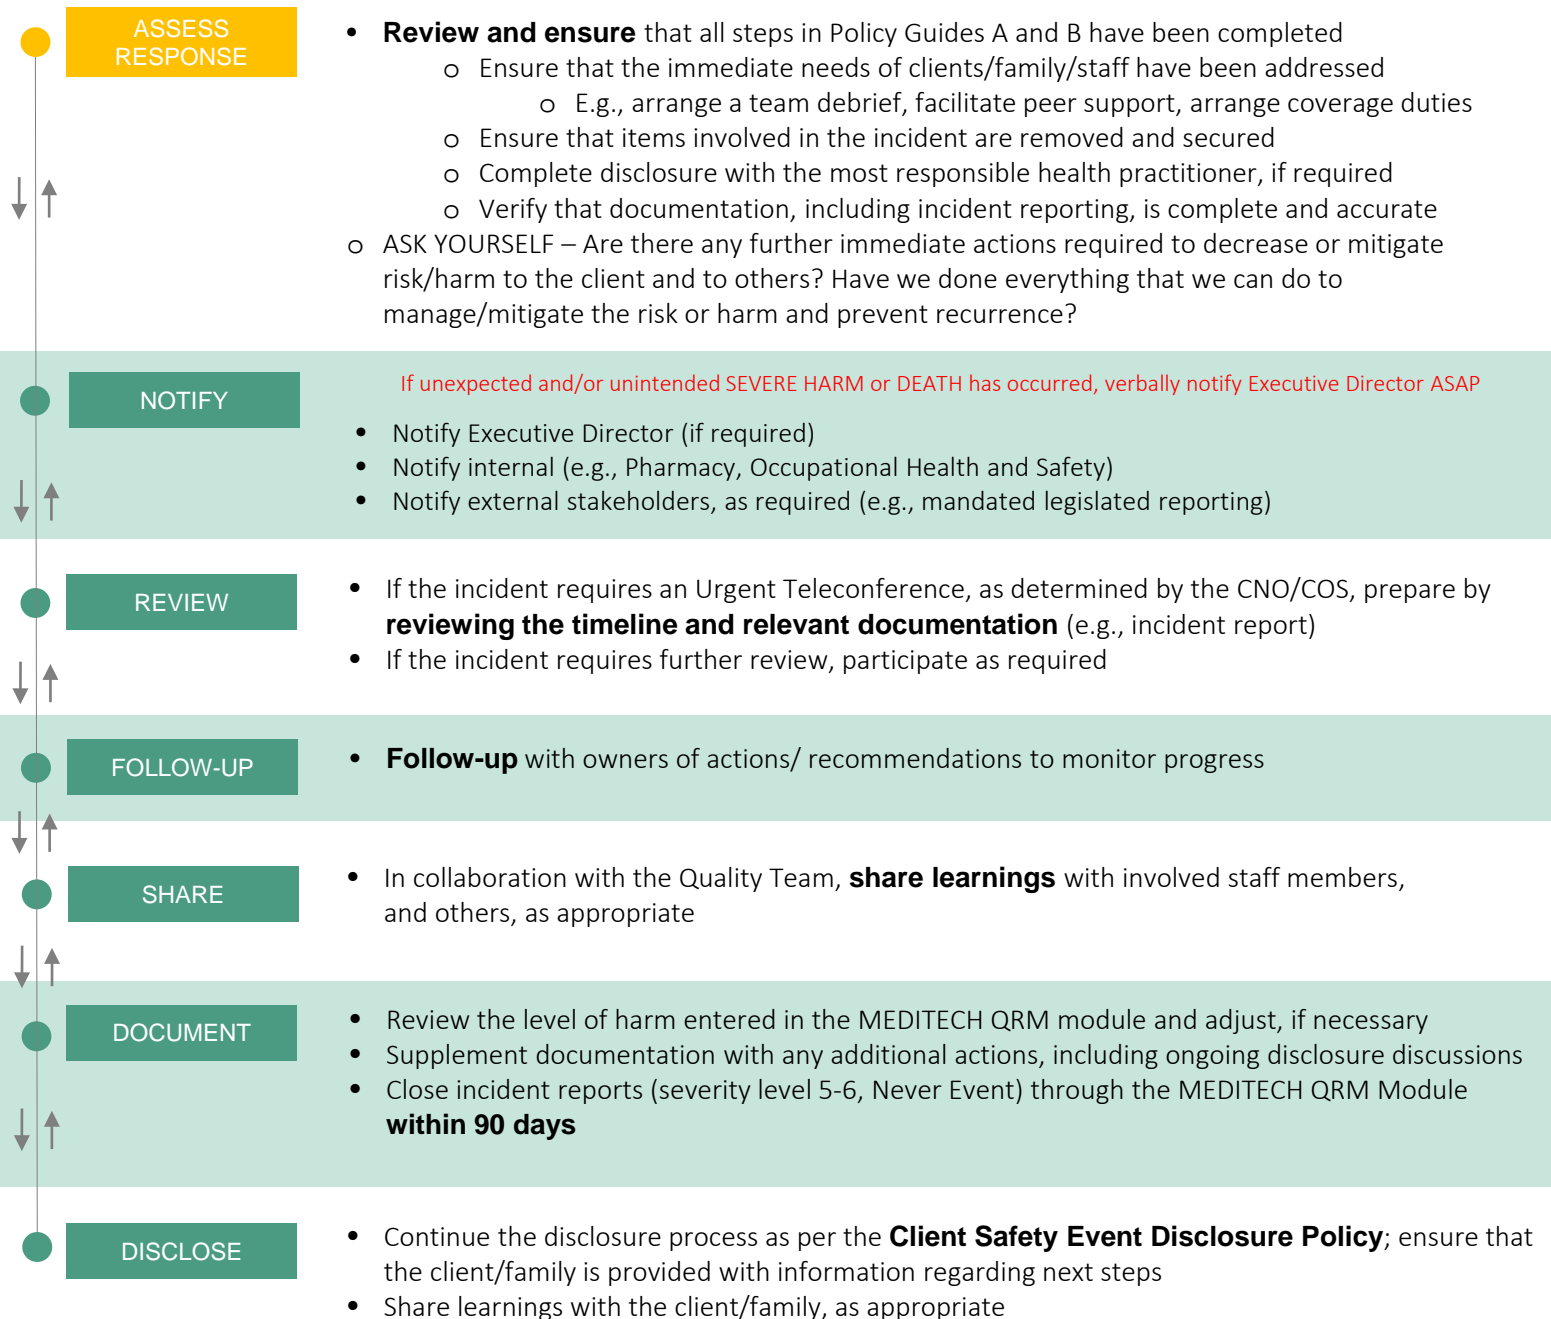 ASSESS
RESPONSE
• Review and ensure that all steps in Policy Guides A and B have been completed
o Ensure that the immediate needs of clients/family/staff have been addressed
o E.g., arrange a team debrief, facilitate peer support, arrange coverage duties
o Ensure that items involved in the incident are removed and secured
o Complete disclosure with the most responsible health practitioner, if required
o Verify that documentation, including incident reporting, is complete and accurate
o ASK YOURSELF – Are there any further immediate actions required to decrease or mitigate
risk/harm to the client and to others? Have we done everything that we can do to
manage/mitigate the risk or harm and prevent recurrence?
NOTIFY
If unexpected and/or unintended SEVERE HARM or DEATH has occurred, verbally notify Executive Director ASAP
• Notify Executive Director (if required)
• Notify internal (e.g., Pharmacy, Occupational Health and Safety)
• Notify external stakeholders, as required (e.g., mandated legislated reporting)
REVIEW
• If the incident requires an Urgent Teleconference, as determined by the CNO/COS, prepare by
reviewing the timeline and relevant documentation (e.g., incident report)
• If the incident requires further review, participate as required
FOLLOW-UP
• Follow-up with owners of actions/ recommendations to monitor progress
SHARE
• In collaboration with the Quality Team, share learnings with involved staff members,
and others, as appropriate
DOCUMENT
• Review the level of harm entered in the MEDITECH QRM module and adjust, if necessary
• Supplement documentation with any additional actions, including ongoing disclosure discussions
• Close incident reports (severity level 5-6, Never Event) through the MEDITECH QRM Module
within 90 days
DISCLOSE
• Continue the disclosure process as per the Client Safety Event Disclosure Policy; ensure that
the client/family is provided with information regarding next steps
• Share learnings with the client/family, as appropriate